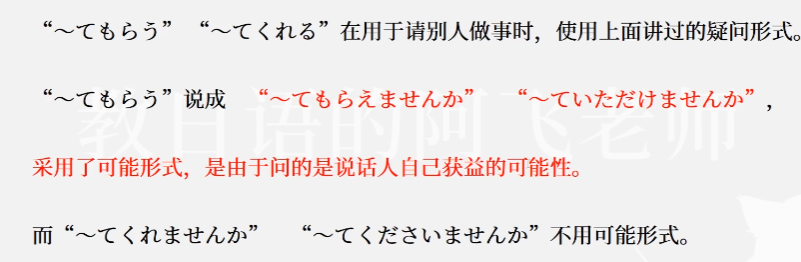 “～てもらう” “～てくれる”在用于请别人做事时，使用上面讲过的疑问形式。
“～てもらう”说成 “～てもらえませんか” “～ていただけませんか”，
教日语的阿飞老师
采用了可能形式，是由于问的是说话人自己获益的可能性。
而“～てくれませんか” “～てくださいませんか”不用可能形式。